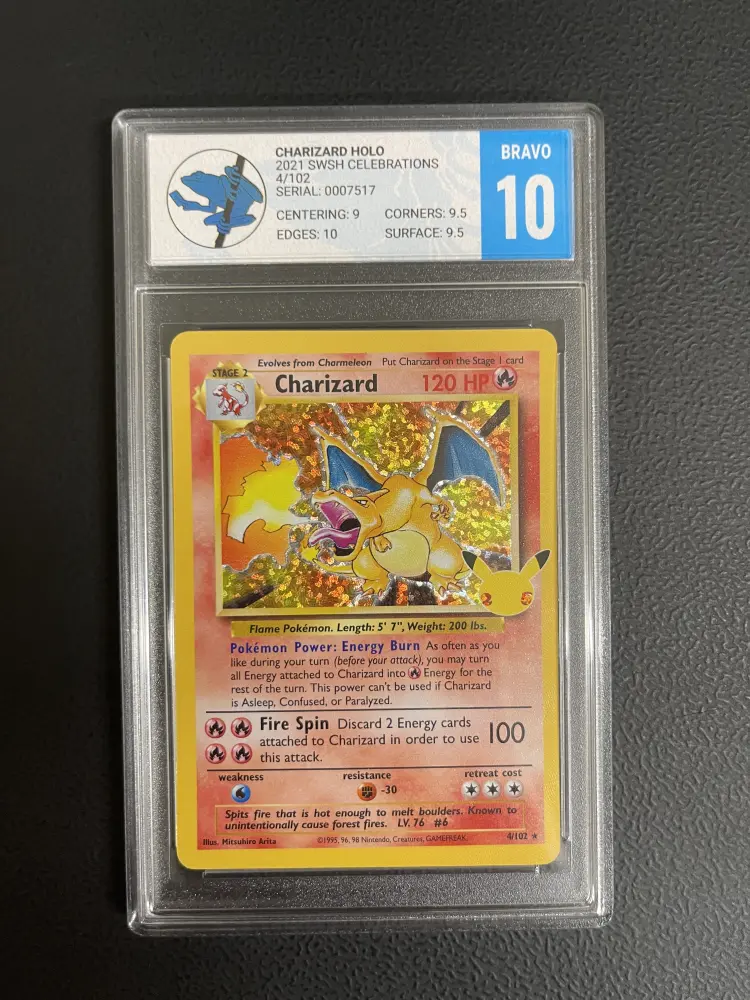 CHARIZARD HOLO
2021 SWSH CELEBRATIONS
4/102
SERIAL: 0007517
CENTERING: 9 CORNERS: 9.5
EDGES: 10 SURFACE: 9.5
BRAVO
10
Evolves from Charmeleon Put Charizard on the Stage 1 card
STAGE 2
Charizard 120 HP
Flame Pokémon. Length: 5' 7", Weight: 200 lbs.
Pokémon Power: Energy Burn As often as you
like during your turn (before your attack), you may turn
all Energy attached to Charizard into Energy for the
rest of the turn. This power can't be used if Charizard
is Asleep, Confused, or Paralyzed.
Fire Spin Discard 2 Energy cards
attached to Charizard in order to use 100
this attack.
weakness resistance retreat cost
-30
Spits fire that is hot enough to melt boulders. Known to
unintentionally cause forest fires. LV. 76 #6
Illus. Mitsuhiro Arita ©1995, 96, 98 Nintendo, Creatures, GAMEFREAK. 4/102 ★